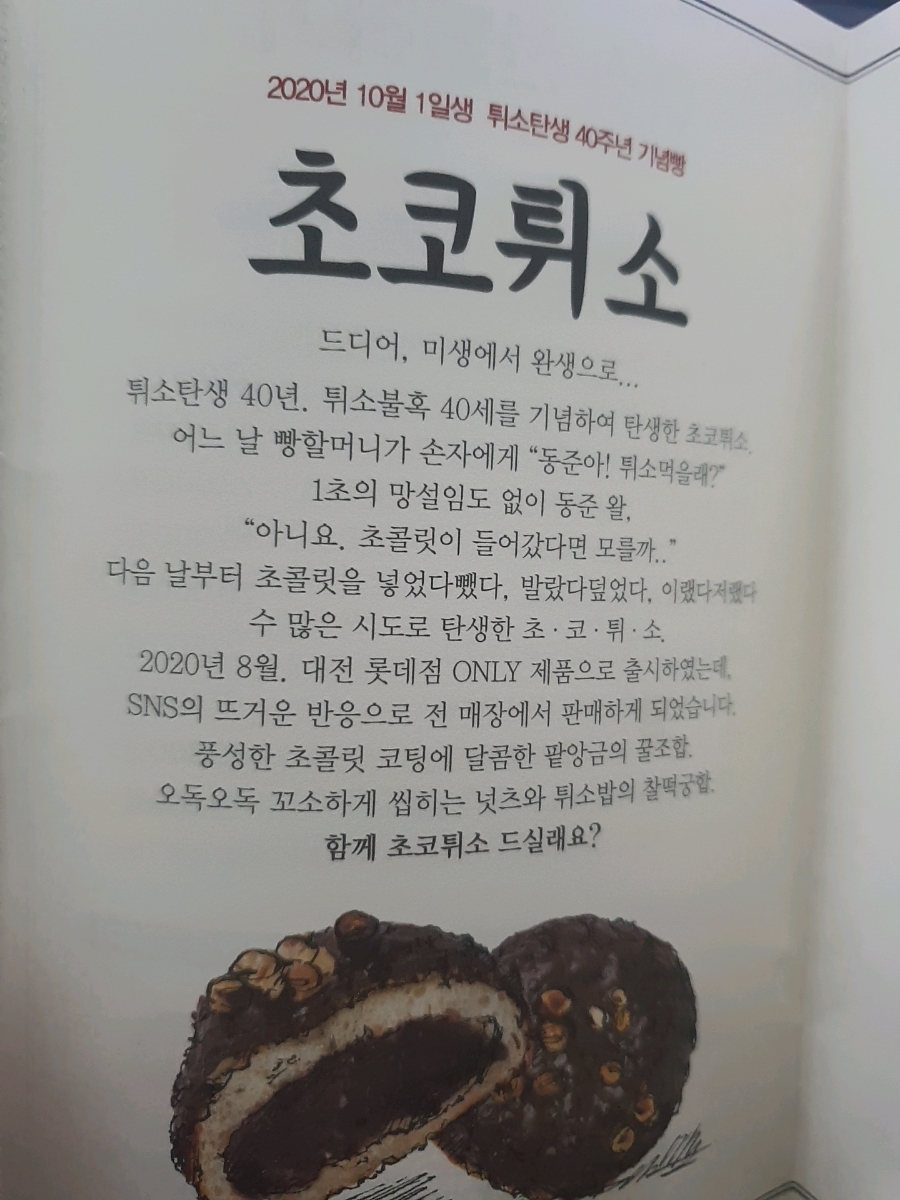 2020년 10월 1일생 튀소탄생 40주년 기념빵
초코튀소
드디어, 미생에서 완생으로...
튀소탄생 40년. 튀소불혹 40세를 기념하여 탄생한 초코튀소.
어느 날 빵할머니가 손자에게 “동준아! 튀소먹을래?”
1초의 망설임도 없이 동준 왈,
“아니요. 초콜릿이 들어갔다면 모를까..”
다음 날부터 초콜릿을 넣었다뺐다, 발랐다덮었다, 이랬다저랬다
수 많은 시도로 탄생한 초·코·튀·소.
2020년 8월. 대전 롯데점 ONLY 제품으로 출시하였는데,
SNS의 뜨거운 반응으로 전 매장에서 판매하게 되었습니다.
풍성한 초콜릿 코팅에 달콤한 팥앙금의 꿀조합.
오독오독 꼬소하게 씹히는 넛츠와 튀소밥의 찰떡궁합.
함께 초코튀소 드실래요?